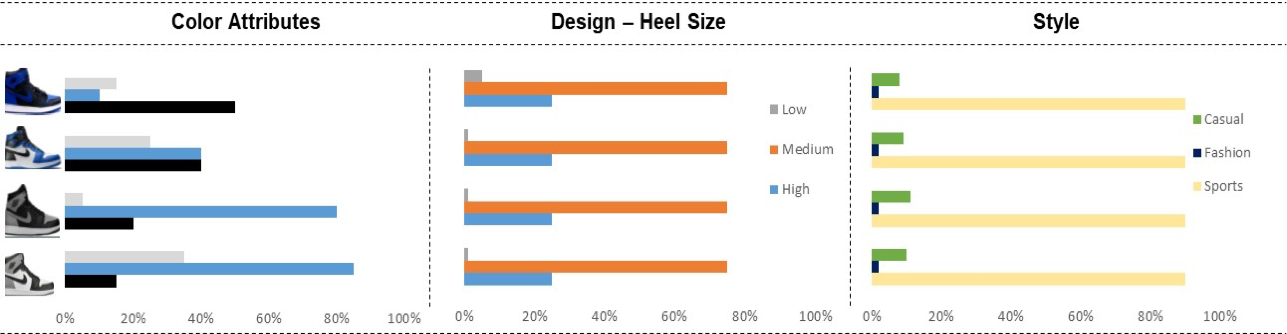 Color Attributes
Design – Heel Size
Style
Low
Medium
High
Casual
Fashion
Sports
0% 20% 40% 60% 80% 100%
0% 20% 40% 60% 80% 100%
0% 20% 40% 60% 80% 100%